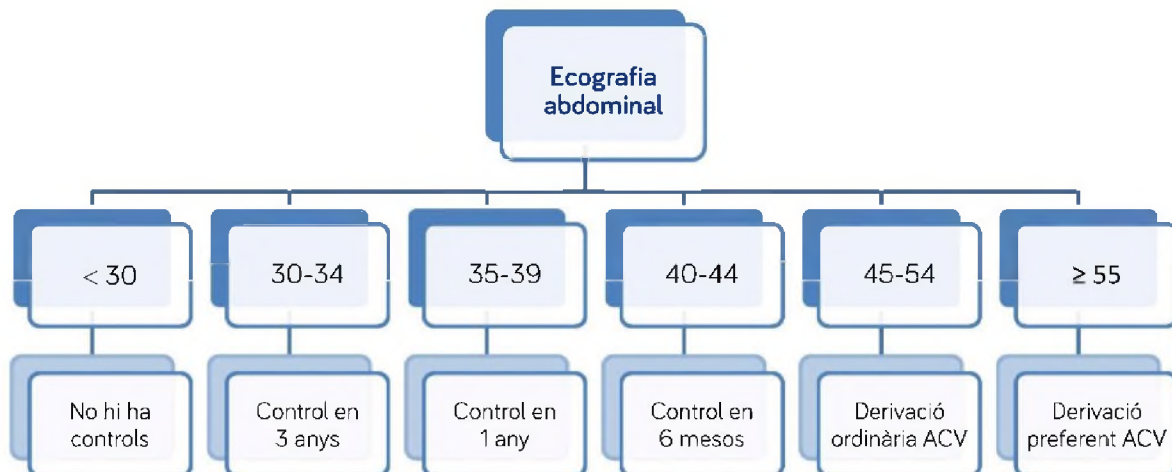 Ecografia
abdominal
< 30
30-34
35-39
40-44
45-54
≥ 55
No hi ha
controls
Control en
3 anys
Control en
1 any
Control en
6 mesos
Derivació
ordinària ACV
Derivació
preferent ACV